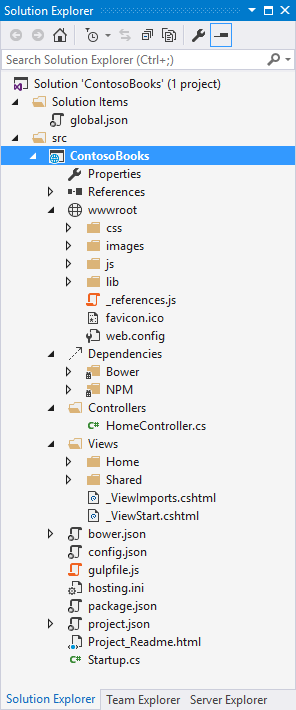 Solution Explorer
Search Solution Explorer (Ctrl+;)
Solution 'ContosoBooks' (1 project)
Solution Items
global.json
src
ContosoBooks
Properties
References
wwwroot
css
images
js
lib
_references.js
favicon.ico
web.config
Dependencies
Bower
NPM
Controllers
C# HomeController.cs
Views
Home
Shared
_ViewImports.cshtml
_ViewStart.cshtml
bower.json
config.json
gulpfile.js
hosting.ini
package.json
project.json
Project_Readme.html
C# Startup.cs
Solution Explorer Team Explorer Server Explorer